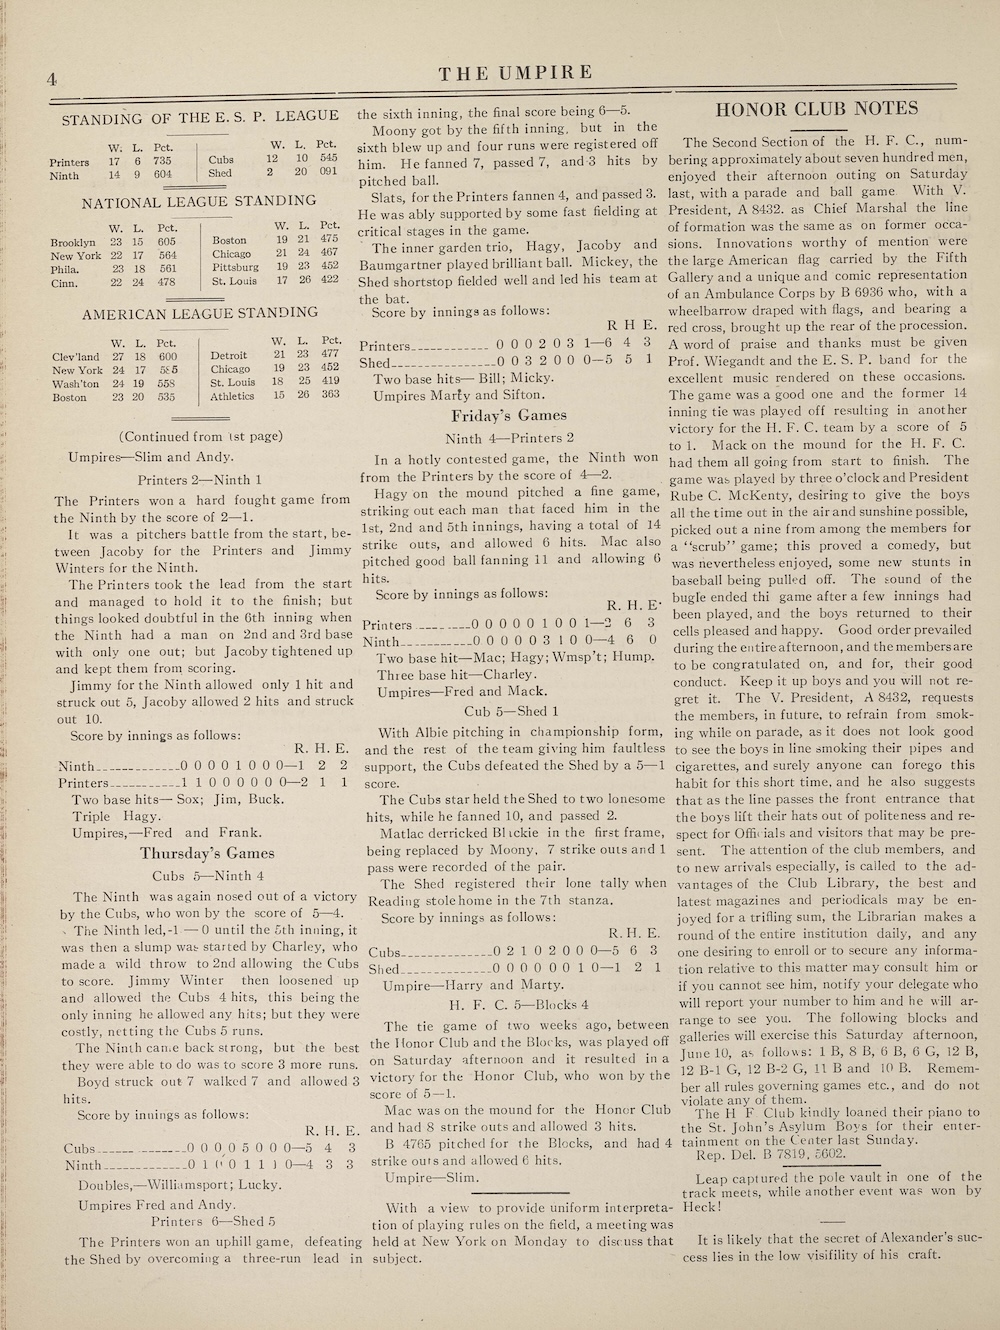 4
THE UMPIRE
STANDING OF THE E. S. P. LEAGUE
W. L. Pct.
Printers 17 6 735
Ninth 14 9 604
W. L. Pct.
Cubs 12 10 545
Shed 2 20 091
NATIONAL LEAGUE STANDING
W. L. Pct.
Brooklyn 23 15 605
New York 22 17 564
Phila. 23 18 561
Cinn. 22 24 478
W. L. Pct.
Boston 19 21 475
Chicago 21 24 467
Pittsburg 19 23 452
St. Louis 17 26 422
AMERICAN LEAGUE STANDING
W. L. Pct.
Clev'land 27 18 600
New York 24 17 585
Wash'ton 24 19 558
Boston 23 20 535
W. L. Pct.
Detroit 21 23 477
Chicago 19 23 452
St. Louis 18 25 419
Athletics 15 26 363
(Continued from 1st page)
Umpires—Slim and Andy.
Printers 2—Ninth 1
The Printers won a hard fought game from
the Ninth by the score of 2—1.
It was a pitchers battle from the start, be-
tween Jacoby for the Printers and Jimmy
Winters for the Ninth.
The Printers took the lead from the start
and managed to hold it to the finish; but
things looked doubtful in the 6th inning when
the Ninth had a man on 2nd and 3rd base
with only one out; but Jacoby tightened up
and kept them from scoring.
Jimmy for the Ninth allowed only 1 hit and
struck out 5, Jacoby allowed 2 hits and struck
out 10.
Score by innings as follows:
R. H. E.
Ninth_____________0 0 0 0 1 0 0 0—1 2 2
Printers___________1 1 0 0 0 0 0 0—2 1 1
Two base hits— Sox; Jim, Buck.
Triple Hagy.
Umpires,—Fred and Frank.
Thursday's Games
Cubs 5—Ninth 4
The Ninth was again nosed out of a victory
by the Cubs, who won by the score of 5—4.
The Ninth led,-1 — 0 until the 5th inning, it
was then a slump was started by Charley, who
made a wild throw to 2nd allowing the Cubs
to score. Jimmy Winter then loosened up
and allowed the Cubs 4 hits, this being the
only inning he allowed any hits; but they were
costly, netting the Cubs 5 runs.
The Ninth came back strong, but the best
they were able to do was to score 3 more runs.
Boyd struck out 7 walked 7 and allowed 3
hits.
Score by innings as follows:
R. H. E.
Cubs______________0 0 0 0 5 0 0 0—5 4 3
Ninth_____________0 1 0 0 1 1 1 0—4 3 3
Doubles,—Williamsport; Lucky.
Umpires Fred and Andy.
Printers 6—Shed 5
The Printers won an uphill game, defeating
the Shed by overcoming a three-run lead in
the sixth inning, the final score being 6—5.
Moony got by the fifth inning, but in the
sixth blew up and four runs were registered off
him. He fanned 7, passed 7, and 3 hits by
pitched ball.
Slats, for the Printers fannen 4, and passed 3.
He was ably supported by some fast fielding at
critical stages in the game.
The inner garden trio, Hagy, Jacoby and
Baumgartner played brilliant ball. Mickey, the
Shed shortstop fielded well and led his team at
the bat.
Score by innings as follows:
R H E.
Printers____________ 0 0 0 2 0 3 1—6 4 3
Shed________________0 0 3 2 0 0 0—5 5 1
Two base hits— Bill; Micky.
Umpires Marty and Sifton.
Friday's Games
Ninth 4—Printers 2
In a hotly contested game, the Ninth won
from the Printers by the score of 4—2.
Hagy on the mound pitched a fine game,
striking out each man that faced him in the
1st, 2nd and 5th innings, having a total of 14
strike outs, and allowed 6 hits. Mac also
pitched good ball fanning 11 and allowing 6
hits.
Score by innings as follows:
R. H. E.
Printers _________0 0 0 0 0 1 0 0 1—2 6 3
Ninth___________0 0 0 0 0 3 1 0 0—4 6 0
Two base hit—Mac; Hagy; Wmsp't; Hump.
Three base hit—Charley.
Umpires—Fred and Mack.
Cub 5—Shed 1
With Albie pitching in championship form,
and the rest of the team giving him faultless
support, the Cubs defeated the Shed by a 5—1
score.
The Cubs star held the Shed to two lonesome
hits, while he fanned 10, and passed 2.
Matlac derricked Blackie in the first frame,
being replaced by Moony, 7 strike outs and 1
pass were recorded of the pair.
The Shed registered their lone tally when
Reading stole home in the 7th stanza.
Score by innings as follows:
R. H. E.
Cubs______________0 2 1 0 2 0 0 0—5 6 3
Shed______________0 0 0 0 0 0 1 0—1 2 1
Umpire—Harry and Marty.
H. F. C. 5—Blocks 4
The tie game of two weeks ago, between
the Honor Club and the Blocks, was played off
on Saturday afternoon and it resulted in a
victory for the Honor Club, who won by the
score of 5—1.
Mac was on the mound for the Honor Club
and had 8 strike outs and allowed 3 hits.
B 4765 pitched for the Blocks, and had 4
strike outs and allowed 6 hits.
Umpire—Slim.
With a view to provide uniform interpreta-
tion of playing rules on the field, a meeting was
held at New York on Monday to discuss that
subject.
HONOR CLUB NOTES
The Second Section of the H. F. C., num-
bering approximately about seven hundred men,
enjoyed their afternoon outing on Saturday
last, with a parade and ball game. With V.
President, A 8432. as Chief Marshal the line
of formation was the same as on former occa-
sions. Innovations worthy of mention were
the large American flag carried by the Fifth
Gallery and a unique and comic representation
of an Ambulance Corps by B 6936 who, with a
wheelbarrow draped with flags, and bearing a
red cross, brought up the rear of the procession.
A word of praise and thanks must be given
Prof. Wiegandt and the E. S. P. band for the
excellent music rendered on these occasions.
The game was a good one and the former 14
inning tie was played off resulting in another
victory for the H. F. C. team by a score of 5
to 1. Mack on the mound for the H. F. C.
had them all going from start to finish. The
game was played by three o'clock and President
Rube C. McKenty, desiring to give the boys
all the time out in the air and sunshine possible,
picked out a nine from among the members for
a "scrub" game; this proved a comedy, but
was nevertheless enjoyed, some new stunts in
baseball being pulled off. The sound of the
bugle ended thi game after a few innings had
been played, and the boys returned to their
cells pleased and happy. Good order prevailed
during the entire afternoon, and the members are
to be congratulated on, and for, their good
conduct. Keep it up boys and you will not re-
gret it. The V. President, A 8432, requests
the members, in future, to refrain from smok-
ing while on parade, as it does not look good
to see the boys in line smoking their pipes and
cigarettes, and surely anyone can forego this
habit for this short time, and he also suggests
that as the line passes the front entrance that
the boys lift their hats out of politeness and re-
spect for Officials and visitors that may be pre-
sent. The attention of the club members, and
to new arrivals especially, is called to the ad-
vantages of the Club Library, the best and
latest magazines and periodicals may be en-
joyed for a trifling sum, the Librarian makes a
round of the entire institution daily, and any
one desiring to enroll or to secure any informa-
tion relative to this matter may consult him or
if you cannot see him, notify your delegate who
will report your number to him and he will ar-
range to see you. The following blocks and
galleries will exercise this Saturday afternoon,
June 10, as follows: 1 B, 8 B, 6 B, 6 G, 12 B,
12 B-1 G, 12 B-2 G, 11 B and 10 B. Remem-
ber all rules governing games etc., and do not
violate any of them.
The H F Club kindly loaned their piano to
the St. John's Asylum Boys for their enter-
tainment on the Center last Sunday.
Rep. Del. B 7819, 5602.
Leap captured the pole vault in one of the
track meets, while another event was won by
Heck!
It is likely that the secret of Alexander's suc-
cess lies in the low visifility of his craft.